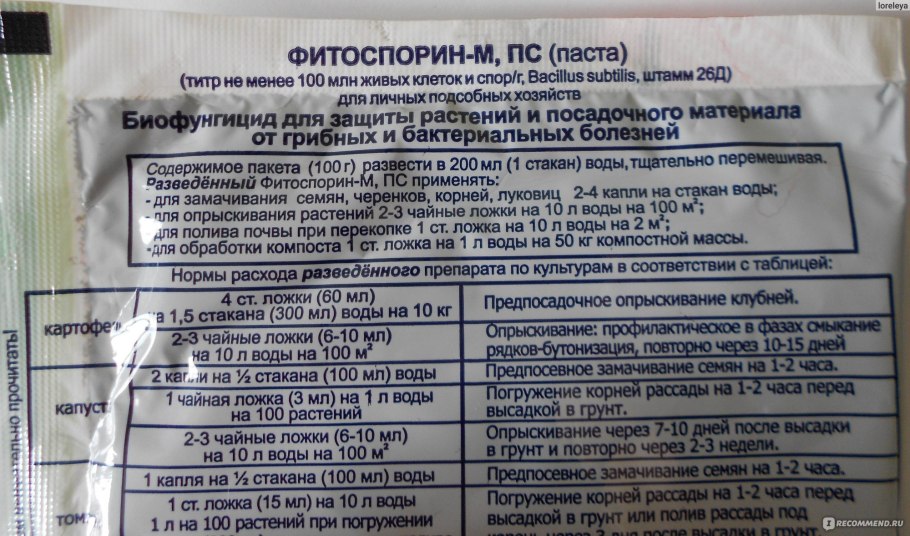 loreleya
ФИТОСПОРИН-М, ПС (паста)
(титр не менее 100 млн живых клеток и спор/г, Bacillus subtilis, штамм 26Д)
для личных подсобных хозяйств
Биофунгицид для защиты растений и посадочного материала
от грибных и бактериальных болезней
Содержимое пакета (100 г) развести в 200 мл (1 стакан) воды, тщательно перемешивая.
Разведённый Фитоспорин-М, ПС применять:
- для замачивания семян, черенков, корней, луковиц 2-4 капли на стакан воды;
-для опрыскивания растений 2-3 чайные ложки на 10 л воды на 100 м²;
-для полива почвы при перекопке 1 ст. ложка на 10 л воды на 2 м²;
-для обработки компоста 1 ст. ложка на 1 л воды на 50 кг компостной массы.
Нормы расхода разведённого препарата по культурам в соответствии с таблицей:
картофе
4 ст. ложки (60 мл)
на 1,5 стакана (300 мл) воды на 10 кг
Предпосадочное опрыскивание клубней.
2-3 чайные ложки (6-10 мл)
на 10 л воды на 100 м²
Опрыскивание: профилактическое в фазах смыкания
рядков-бутонизация, повторно через 10-15 дней
капуст
2 капли на ½ стакана (100 мл) воды
Предпосевное замачивание семян на 1-2 часа.
1 чайная ложка (3 мл) на 1 л воды
на 100 растений
Погружение корней рассады на 1-2 часа перед
высадкой в грунт.
2-3 чайные ложки (6-10 мл)
на 10 л воды на 100 м²
Опрыскивание через 7-10 дней после высадки
в грунт и повторно через 2-3 недели.
тома
1 капля на ½ стакана (100 мл) воды
Предпосевное замачивание семян на 1-2 часа.
1 ст. ложка (15 мл) на 10 л воды
1 л на 100 растений при погружении
Погружение корней рассады на 1-2 часа перед
высадкой в грунт или полив рассады под
корень через 3 дня после высадки в грунт.
прочитать!
I RECOMMEND.RU